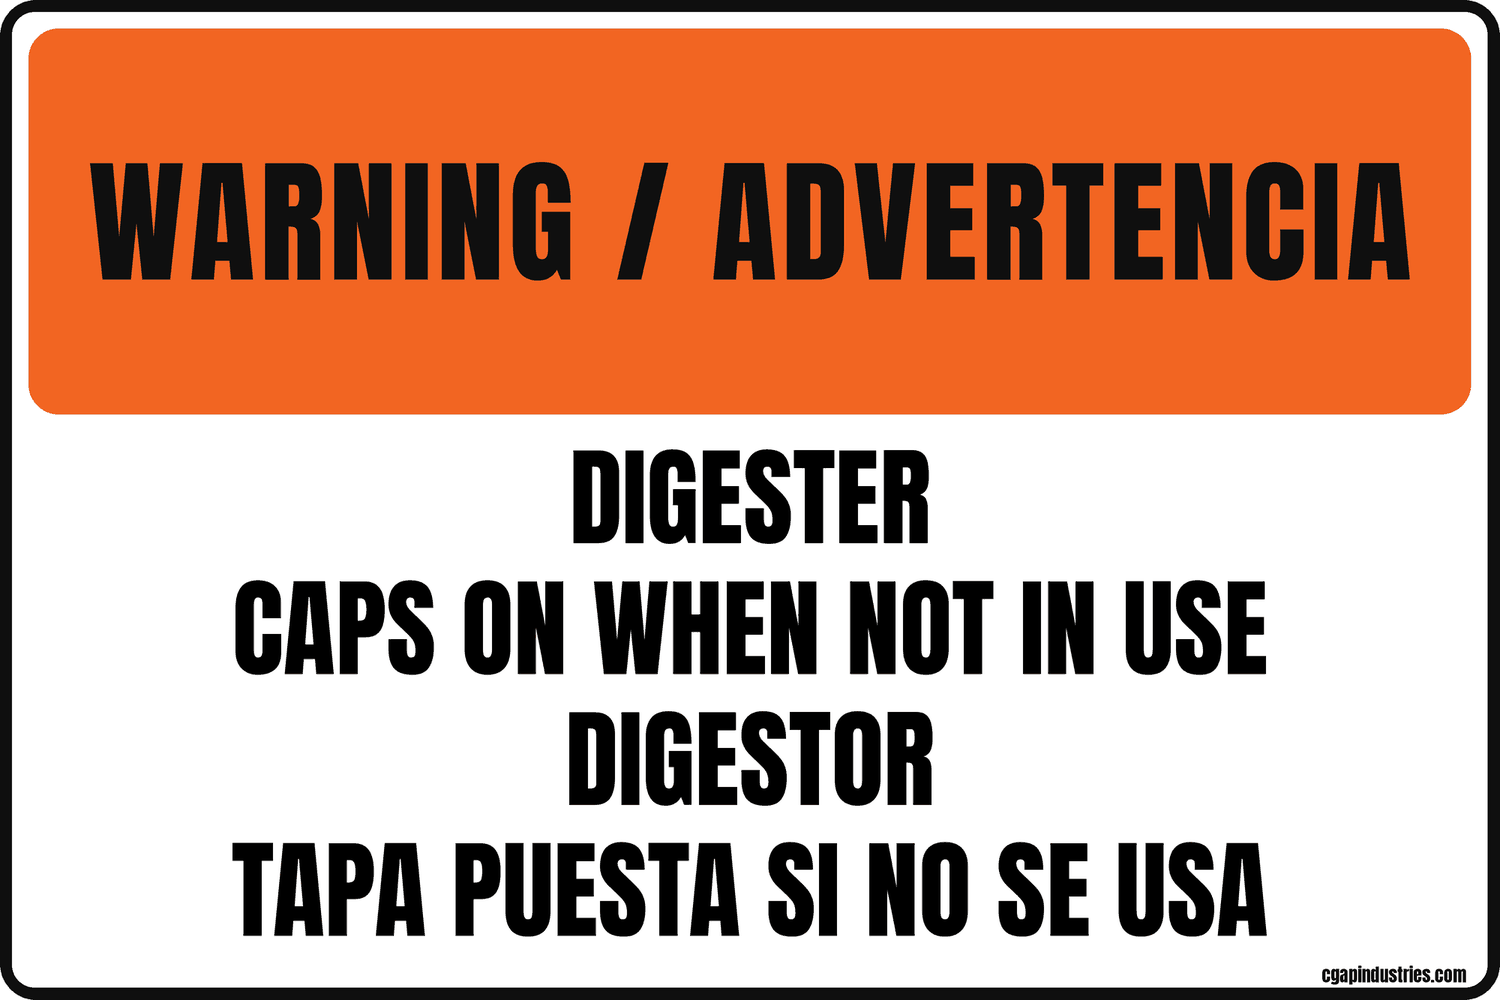 WARNING / ADVERTENCIA
DIGESTER
CAPS ON WHEN NOT IN USE
DIGESTOR
TAPA PUESTA SI NO SE USA
cgapindustries.com